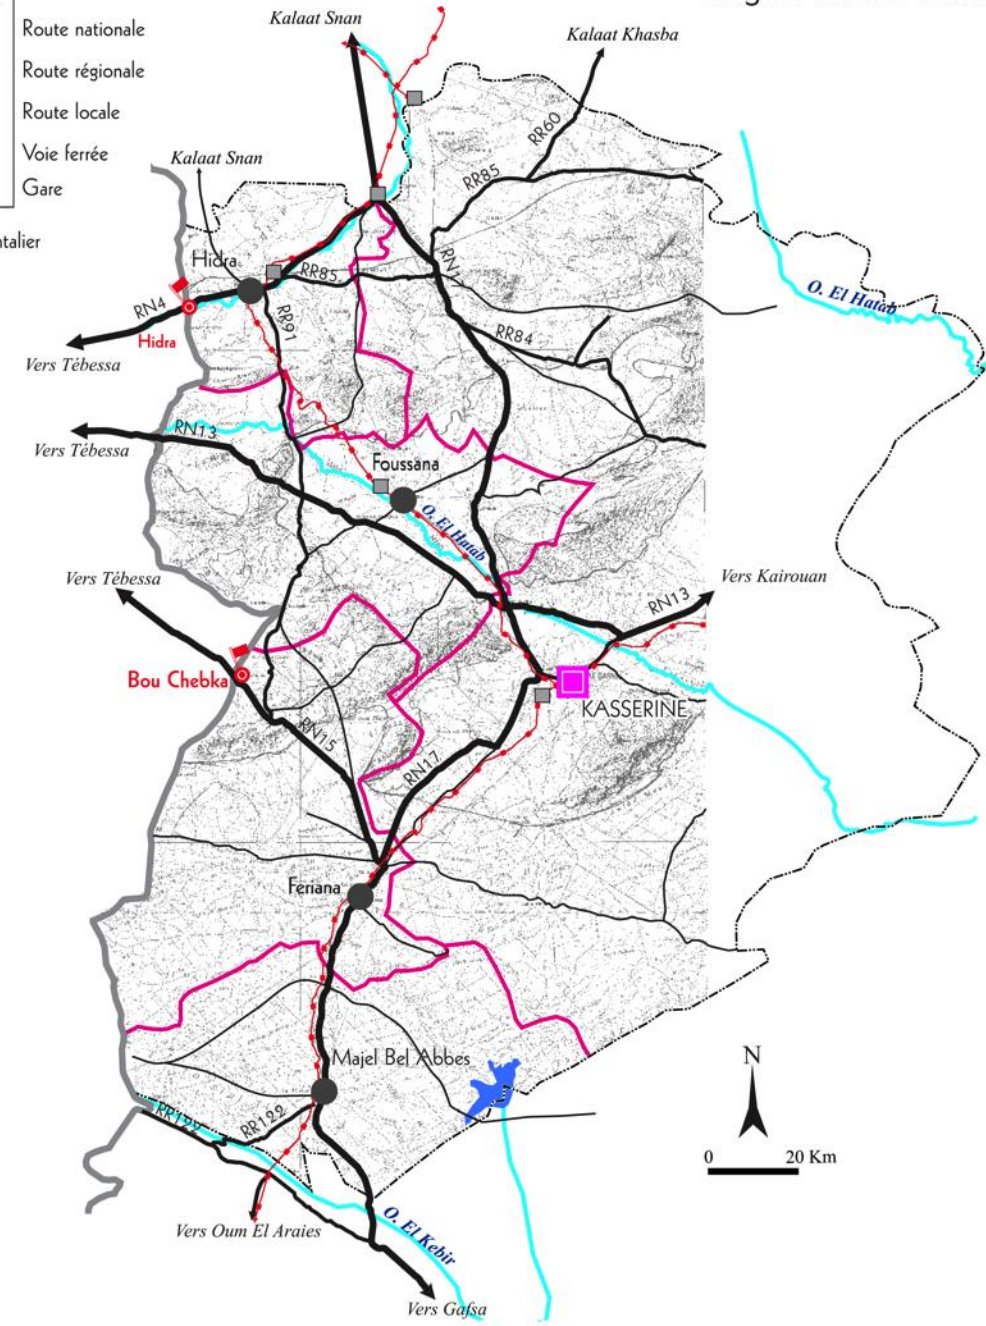 Kalaat Snan
Route nationale
Kalaat Khasba
Route régionale
Route locale
RR60
Voie ferrée
Kalaat Snan
Gare
RR85
ntalier
Hidra
RR85
O. El Hatab
RN4
RR91
RR84
Hidra
Vers Tébessa
RN13
Vers Tébessa
Foussana
O. El Hatab
Vers Tébessa
Vers Kairouan
RN13
Bou Chebka
KASSERINE
RN15
RN17
Feriana
Majel Bel Abbes
N
RR122
0 20 Km
O. El Kebir
Vers Oum El Araies
Vers Gafsa